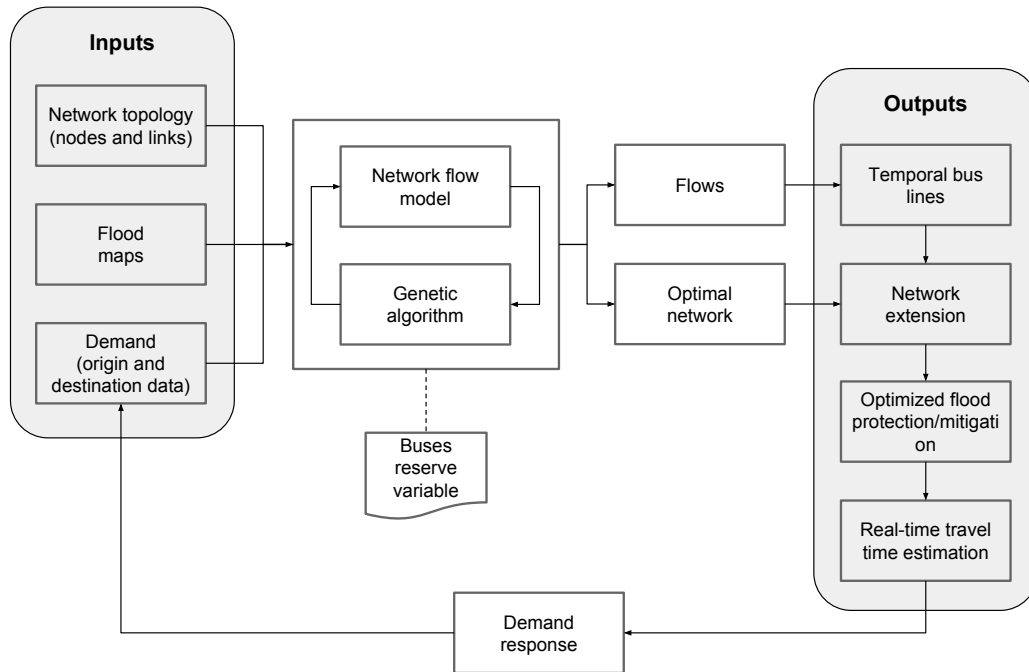 Inputs
Network topology
(nodes and links)
Flood
maps
Demand
(origin and
destination data)
Network flow
model
Genetic
algorithm
Buses
reserve
variable
Flows
Optimal
network
Outputs
Temporal bus
lines
Network
extension
Optimized flood
protection/mitigati
on
Real-time travel
time estimation
Demand
response